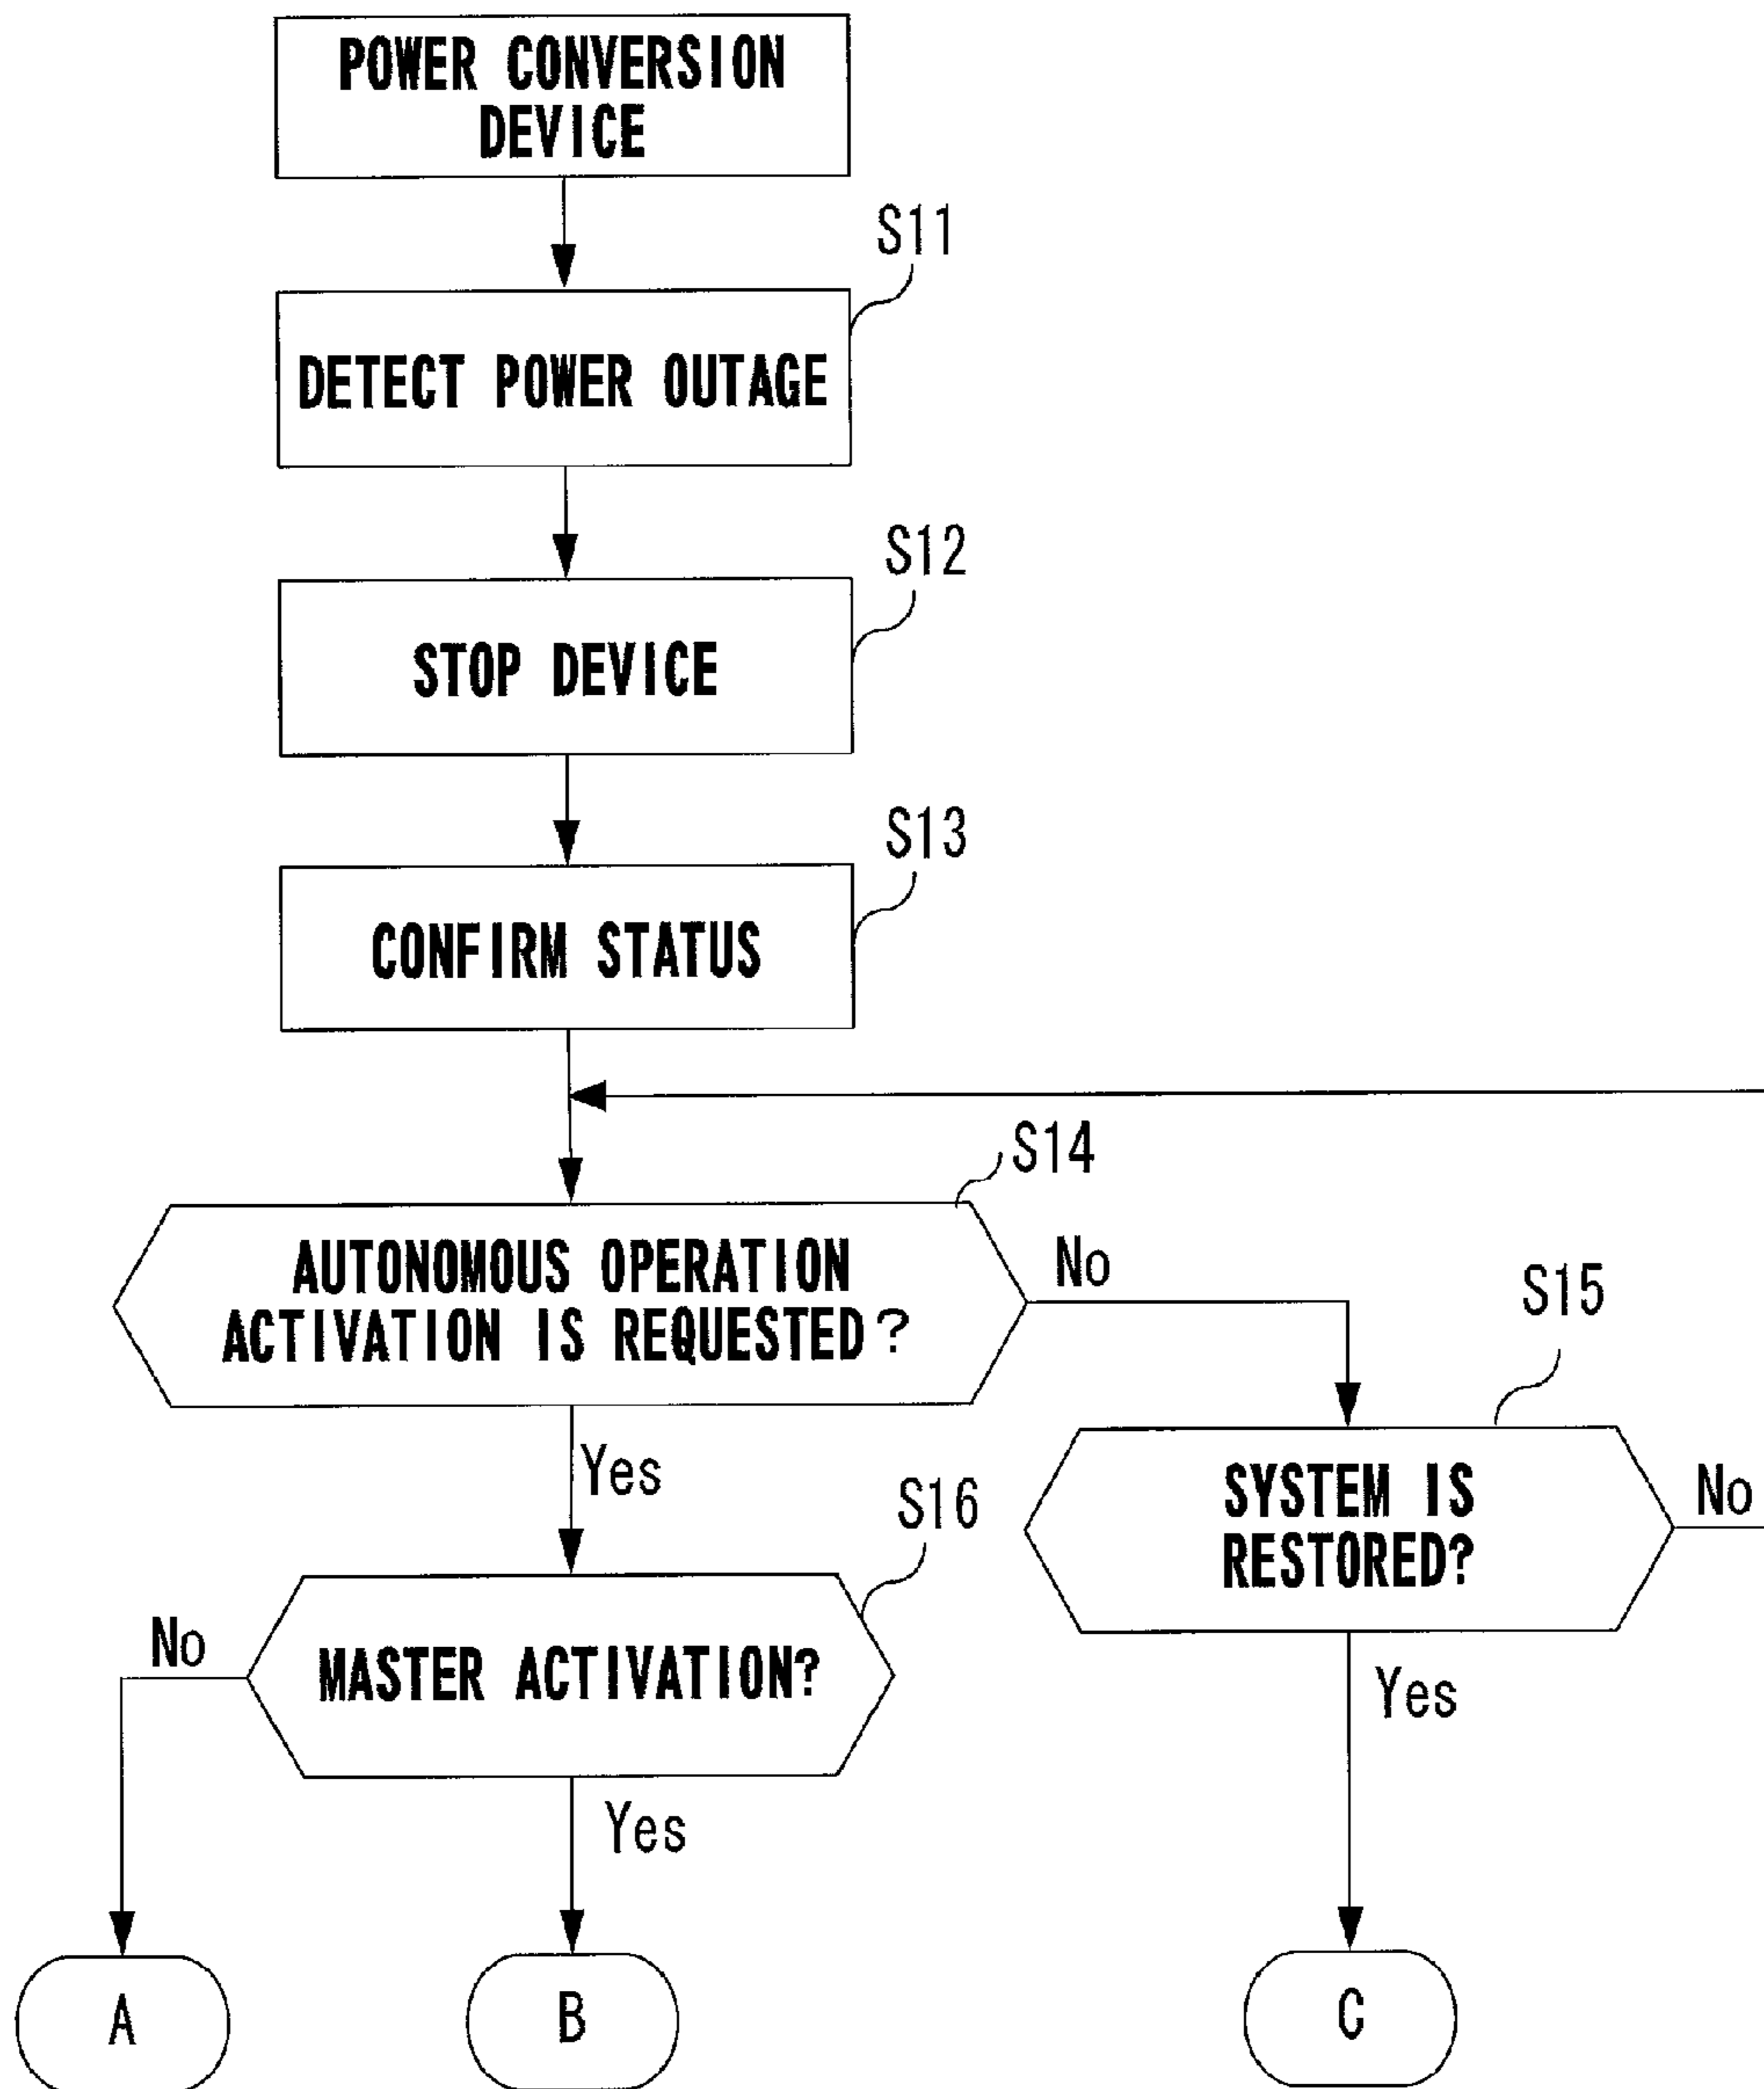 POWER CONVERSION
DEVICE
S11
DETECT POWER OUTAGE
S12
STOP DEVICE
S13
CONFIRM STATUS
S14
AUTONOMOUS OPERATION
ACTIVATION IS REQUESTED?
No
S15
Yes
SYSTEM IS
RESTORED?
No
S16
No
MASTER ACTIVATION?
Yes
Yes
A
B
C